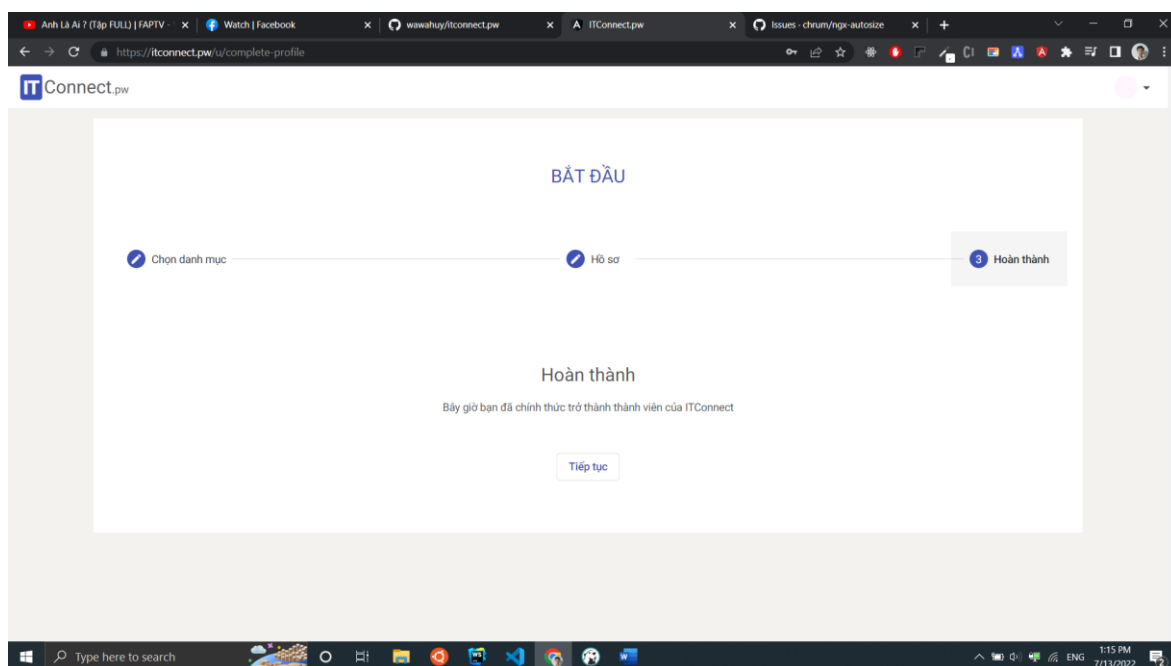 Anh Là Ai ? (Tập FULL) | FAPTV -
Watch | Facebook
wawahuy/itconnect.pw
ITConnect.pw
Issues · chrum/ngx-autosize
https://itconnect.pw/u/complete-profile
IT Connect.pw
BẮT ĐẦU
Chọn danh mục
Hồ sơ
3 Hoàn thành
Hoàn thành
Bây giờ bạn đã chính thức trở thành thành viên của ITConnect
Tiếp tục
Type here to search
ENG
1:15 PM
7/13/2022